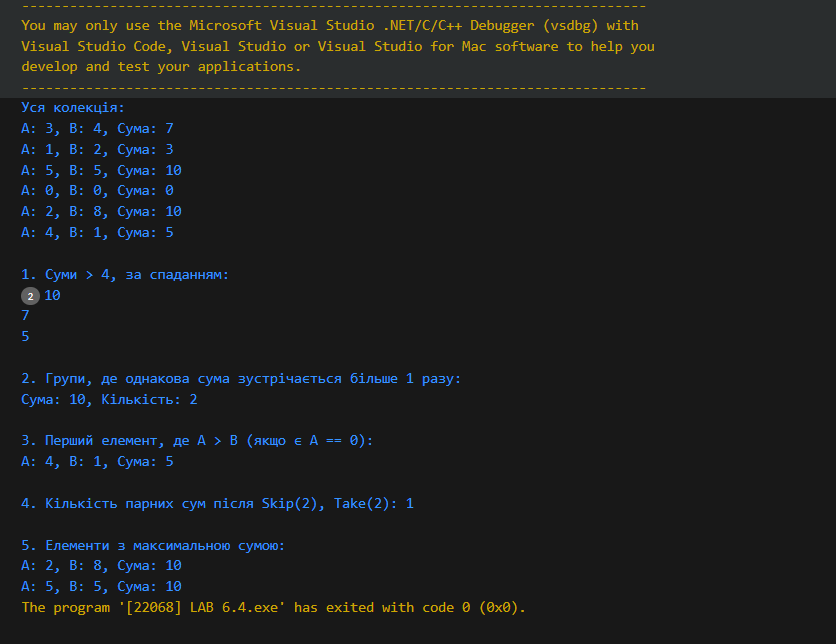 --------------------------------------------------------------------------------
You may only use the Microsoft Visual Studio .NET/C/C++ Debugger (vsdbg) with
Visual Studio Code, Visual Studio or Visual Studio for Mac software to help you
develop and test your applications.
--------------------------------------------------------------------------------
Уся колекція:
A: 3, B: 4, Сума: 7
A: 1, B: 2, Сума: 3
A: 5, B: 5, Сума: 10
A: 0, B: 0, Сума: 0
A: 2, B: 8, Сума: 10
A: 4, B: 1, Сума: 5
1. Суми > 4, за спаданням:
2 10
7
5
2. Групи, де однакова сума зустрічається більше 1 разу:
Сума: 10, Кількість: 2
3. Перший елемент, де A > B (якщо є A == 0):
A: 4, B: 1, Сума: 5
4. Кількість парних сум після Skip(2), Take(2): 1
5. Елементи з максимальною сумою:
A: 2, B: 8, Сума: 10
A: 5, B: 5, Сума: 10
The program '[22068] LAB 6.4.exe' has exited with code 0 (0x0).